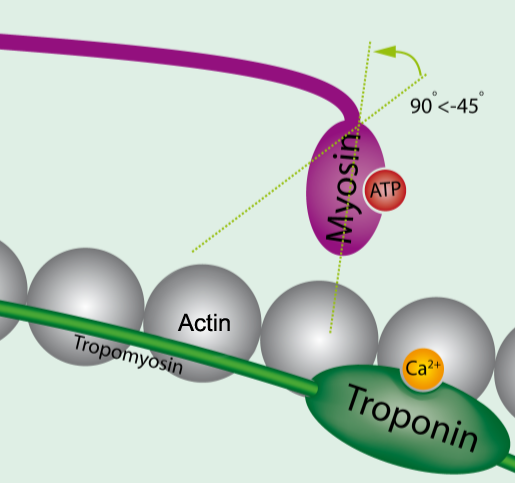 90°<-45°
Myosin
ATP
Actin
Tropomyosin
Ca²⁺
Troponin